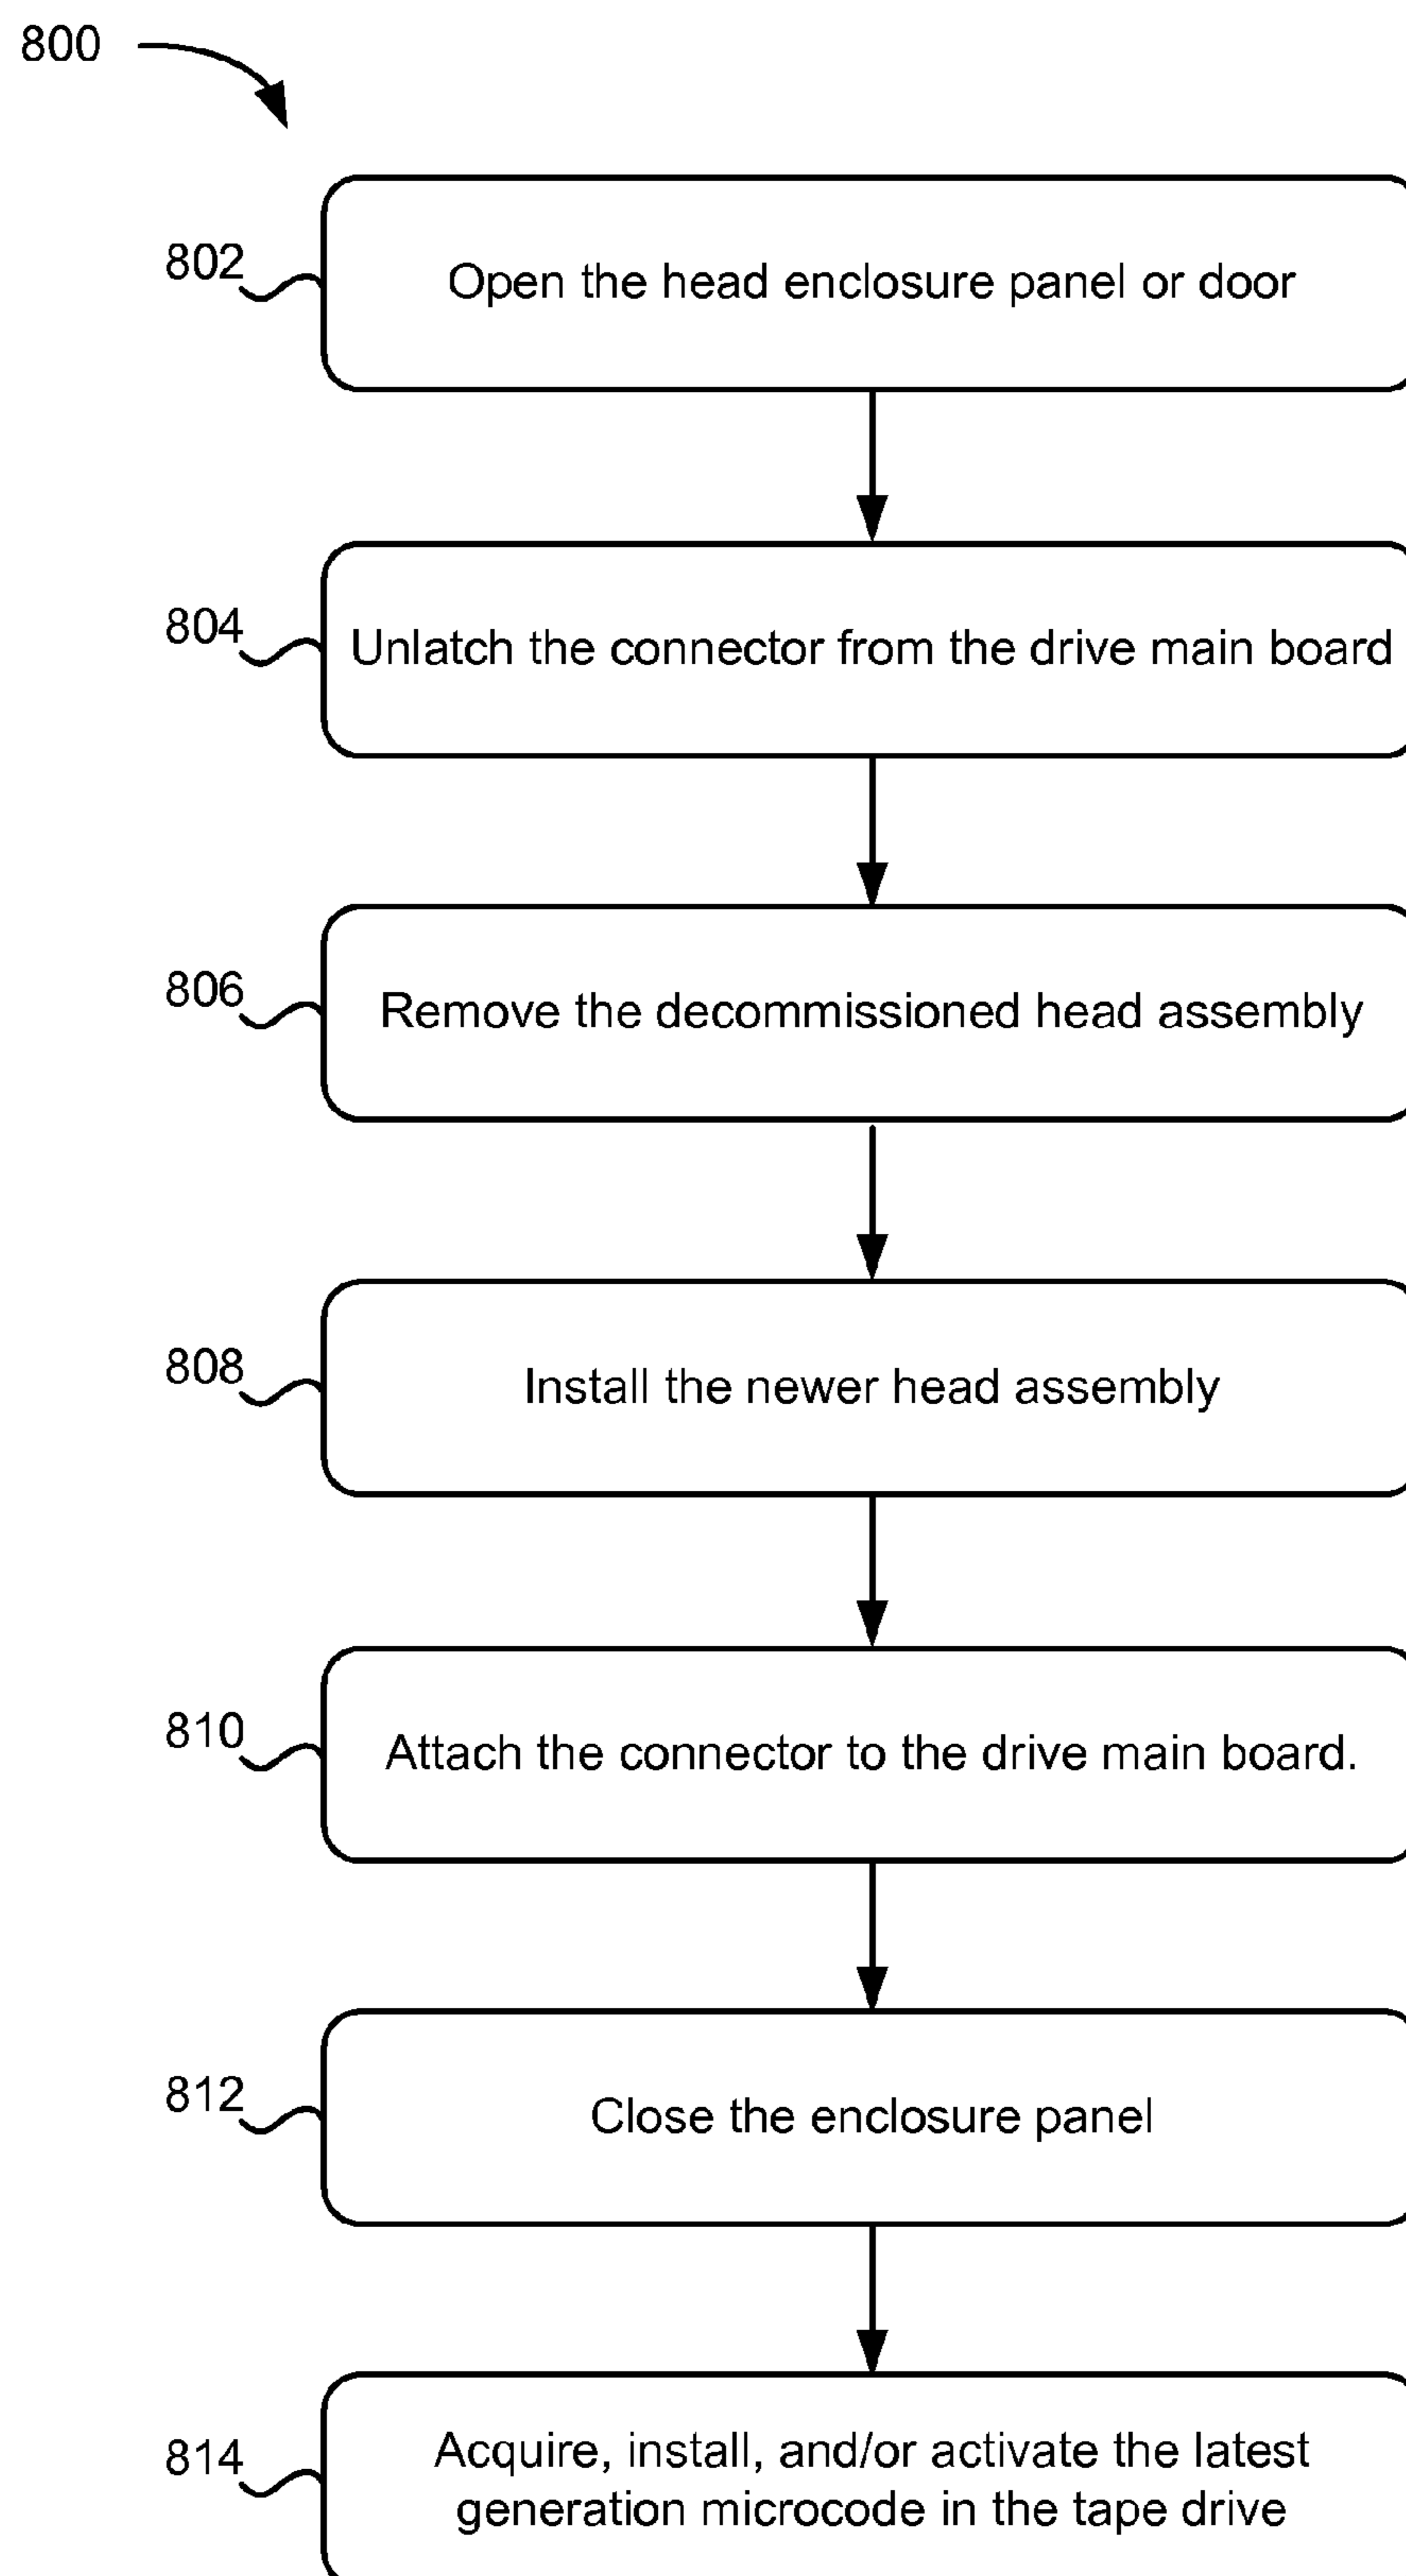 800
802
Open the head enclosure panel or door
804
Unlatch the connector from the drive main board
806
Remove the decommissioned head assembly
808
Install the newer head assembly
810
Attach the connector to the drive main board.
812
Close the enclosure panel
814
Acquire, install, and/or activate the latest
generation microcode in the tape drive